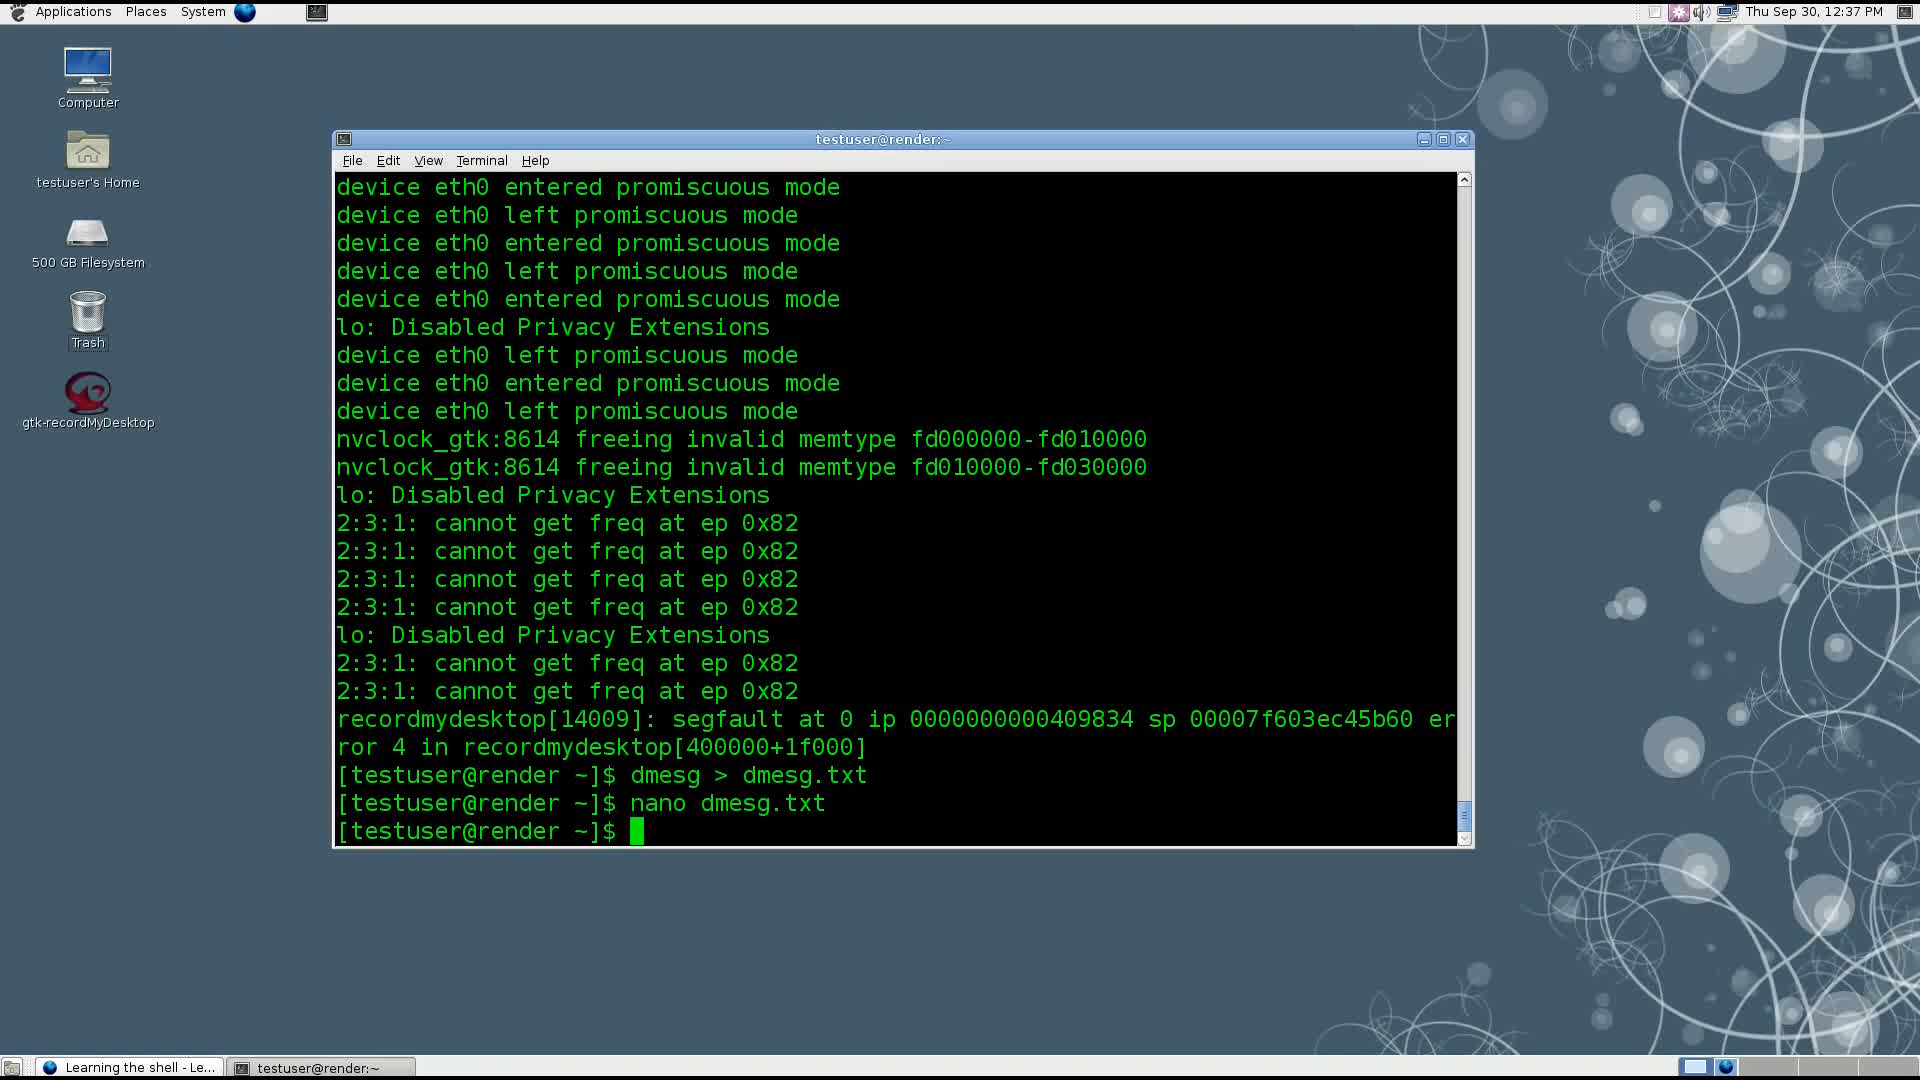 Applications Places System Thu Sep 30, 12:37 PM
Computer
testuser's Home
500 GB Filesystem
Trash
gtk-recordMyDesktop
testuser@render:~
File Edit View Terminal Help
device eth0 entered promiscuous mode
device eth0 left promiscuous mode
device eth0 entered promiscuous mode
device eth0 left promiscuous mode
device eth0 entered promiscuous mode
lo: Disabled Privacy Extensions
device eth0 left promiscuous mode
device eth0 entered promiscuous mode
device eth0 left promiscuous mode
nvclock_gtk:8614 freeing invalid memtype fd000000-fd010000
nvclock_gtk:8614 freeing invalid memtype fd010000-fd030000
lo: Disabled Privacy Extensions
2:3:1: cannot get freq at ep 0x82
2:3:1: cannot get freq at ep 0x82
2:3:1: cannot get freq at ep 0x82
2:3:1: cannot get freq at ep 0x82
lo: Disabled Privacy Extensions
2:3:1: cannot get freq at ep 0x82
2:3:1: cannot get freq at ep 0x82
recordmydesktop[14009]: segfault at 0 ip 0000000000409834 sp 00007f603ec45b60 er
ror 4 in recordmydesktop[400000+1f000]
[testuser@render ~]$ dmesg > dmesg.txt
[testuser@render ~]$ nano dmesg.txt
[testuser@render ~]$
Learning the shell - Le... testuser@render:~